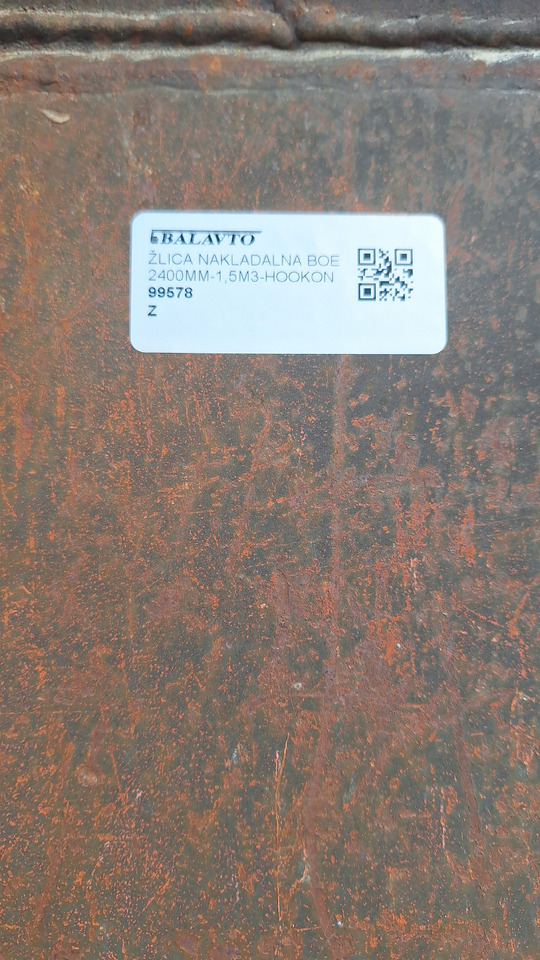 BALAVTO
ŽLICA NAKLADALNA BOE
2400MM-1,5M3-HOOKON
99578
Z